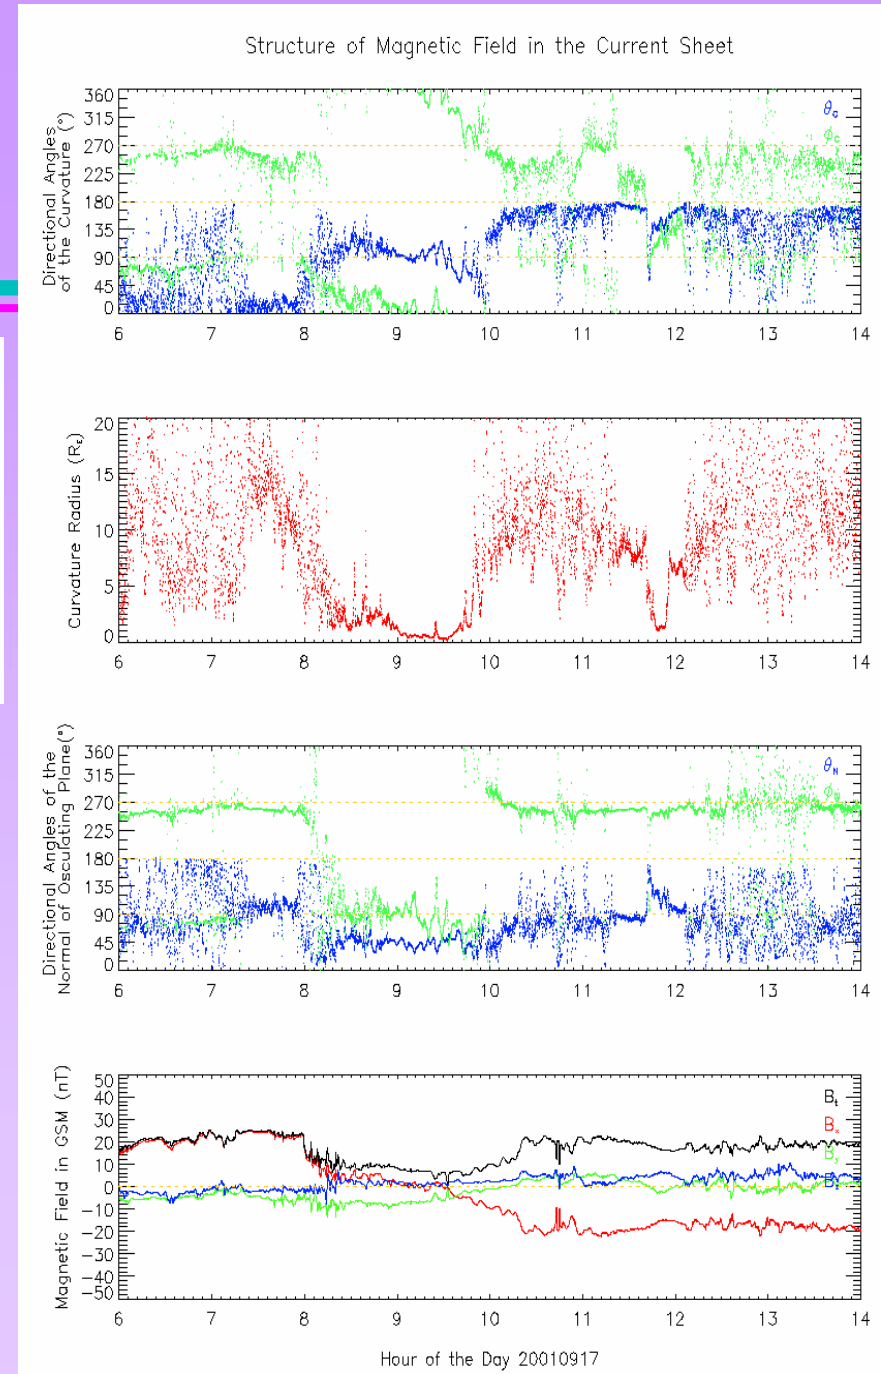 Structure of Magnetic Field in the Current Sheet
Directional Angles
of the Curvature (°)
360
315
270
225
180
135
90
45
0
6 7 8 9 10 11 12 13 14
Curvature Radius (RE)
20
15
10
5
0
6 7 8 9 10 11 12 13 14
Directional Angles of the
Normal of Osculating Plane(°)
360
315
270
225
180
135
90
45
0
θN
6 7 8 9 10 11 12 13 14
Magnetic Field in GSM (nT)
50
40
30
20
10
0
−10
−20
−30
−40
−50
Bt
Bx
6 7 8 9 10 11 12 13 14
Hour of the Day 20010917